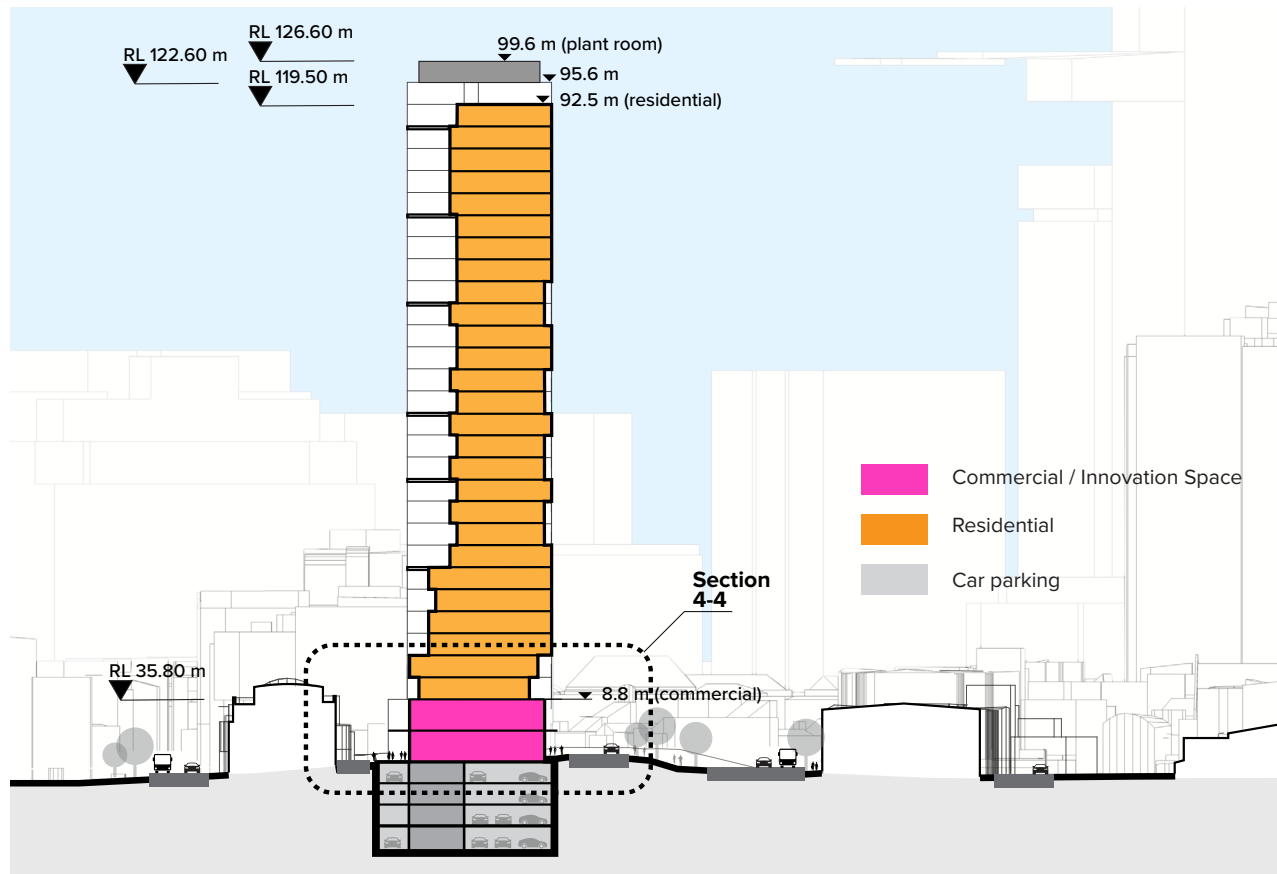 RL 126.60 m
RL 122.60 m
RL 119.50 m
99.6 m (plant room)
95.6 m
92.5 m (residential)
Commercial / Innovation Space
Residential
Car parking
Section
4-4
RL 35.80 m
8.8 m (commercial)